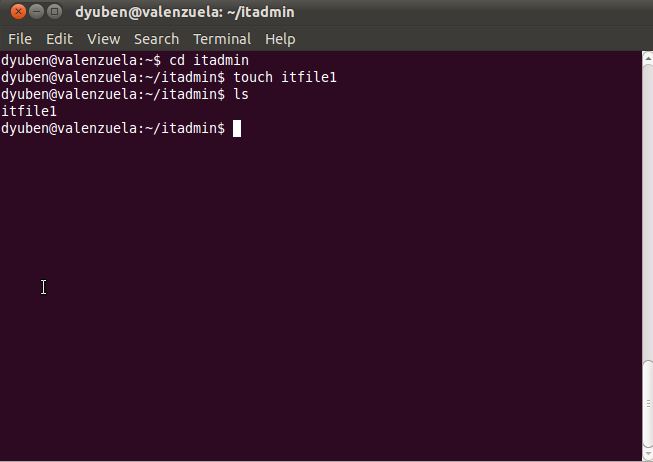 dyuben@valenzuela: ~/itadmin
File Edit View Search Terminal Help
dyuben@valenzuela:~$ cd itadmin
dyuben@valenzuela:~/itadmin$ touch itfile1
dyuben@valenzuela:~/itadmin$ ls
itfile1
dyuben@valenzuela:~/itadmin$